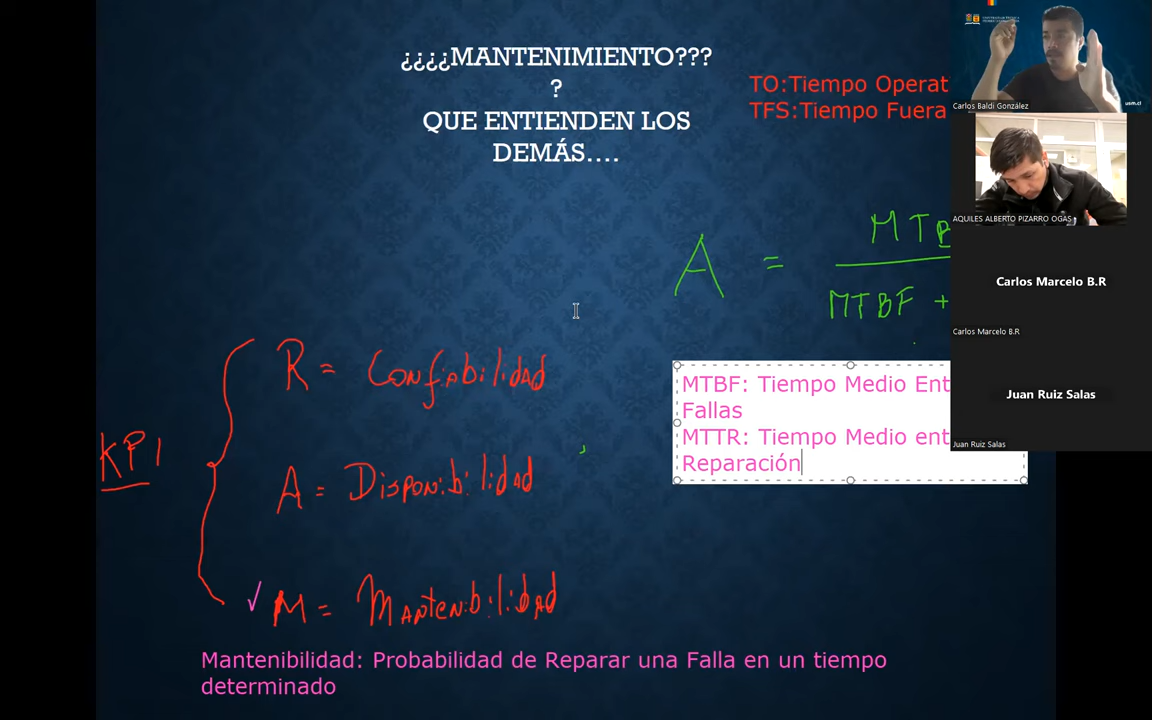 ¿¿¿¿MANTENIMIENTO???
?
QUE ENTIENDEN LOS
DEMÁS....
TO:Tiempo Operat
TFS:Tiempo Fuera
Carlos Baldi González
usm.cl
AQUILES ALBERTO PIZARRO OGAS
Carlos Marcelo B.R
Carlos Marcelo B.R
Juan Ruiz Salas
Juan Ruiz Salas
A = MTB
MTBF +
MTBF: Tiempo Medio Ent
Fallas
MTTR: Tiempo Medio ent
Reparación
KPI
R = Confiabilidad
A = Disponibilidad
✓ M = Mantenibilidad
Mantenibilidad: Probabilidad de Reparar una Falla en un tiempo
determinado